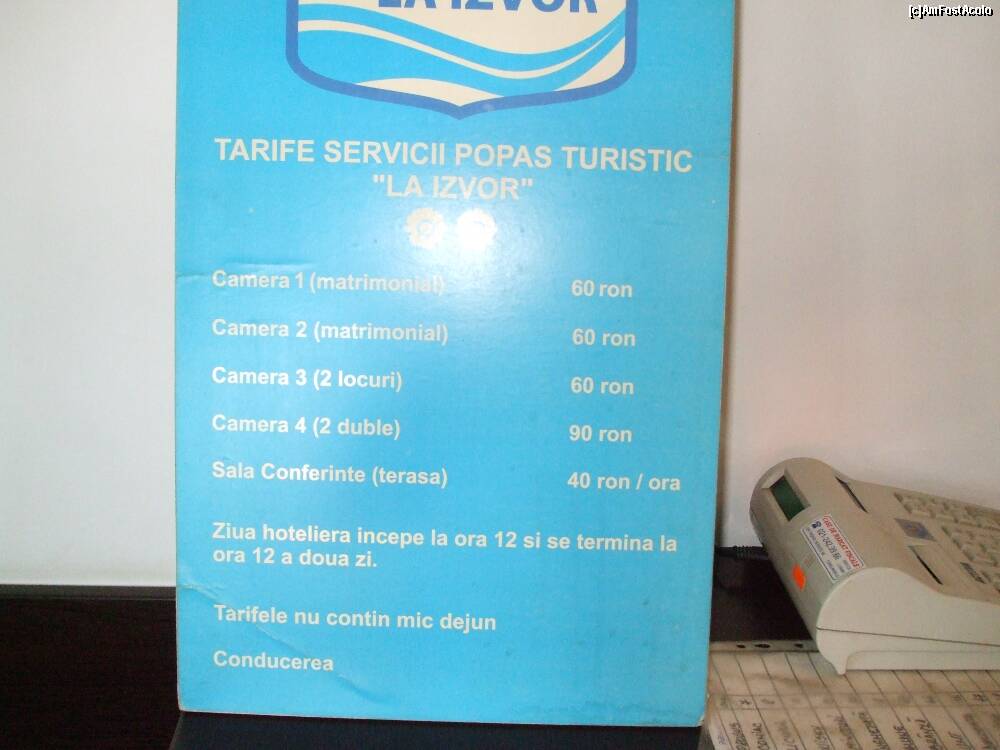 [c]AmFostAcolo
"LA IZVOR"
TARIFE SERVICII POPAS TURISTIC
"LA IZVOR"
Camera 1 (matrimonial) 60 ron
Camera 2 (matrimonial) 60 ron
Camera 3 (2 locuri) 60 ron
Camera 4 (2 duble) 90 ron
Sala Conferinte (terasa) 40 ron / ora
Ziua hoteliera incepe la ora 12 si se termina la
ora 12 a doua zi.
Tarifele nu contin mic dejun
Conducerea